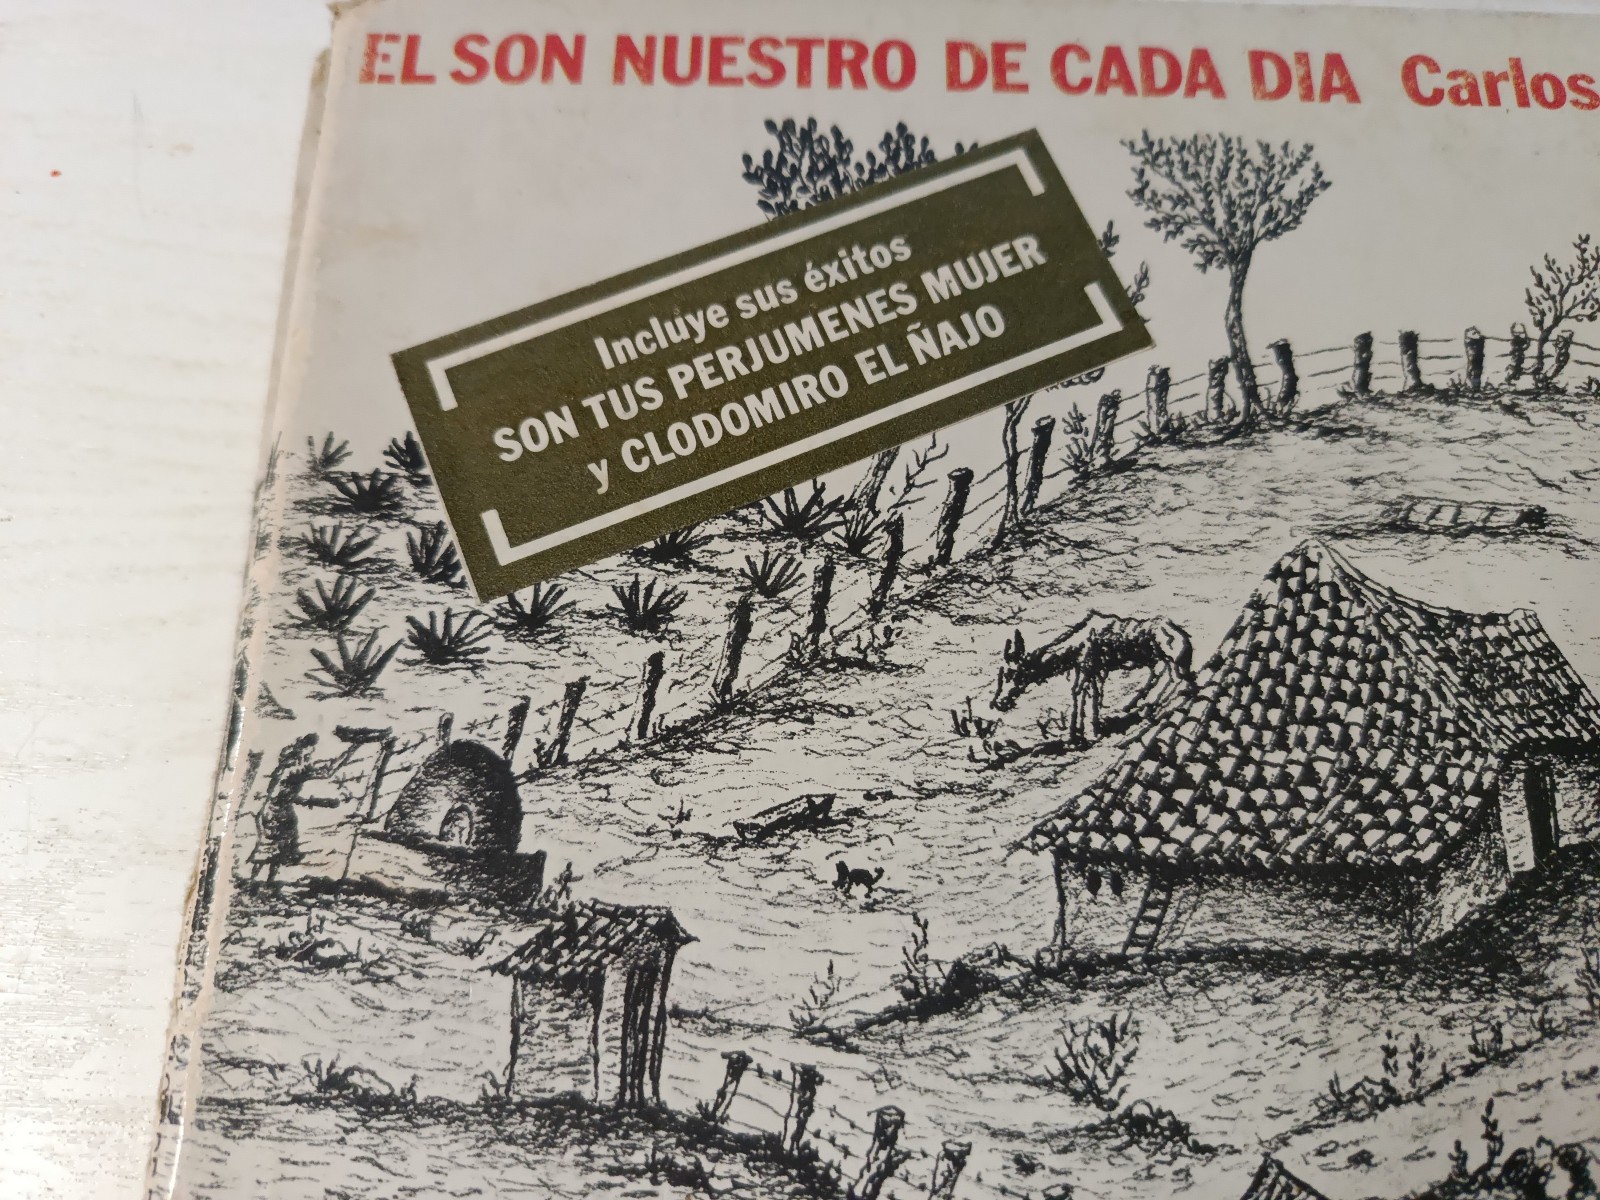 EL SON NUESTRO DE CADA DIA Carlos
Incluye sus éxitos
SON TUS PERJUMENES MUJER
y CLODOMIRO EL ÑAJO